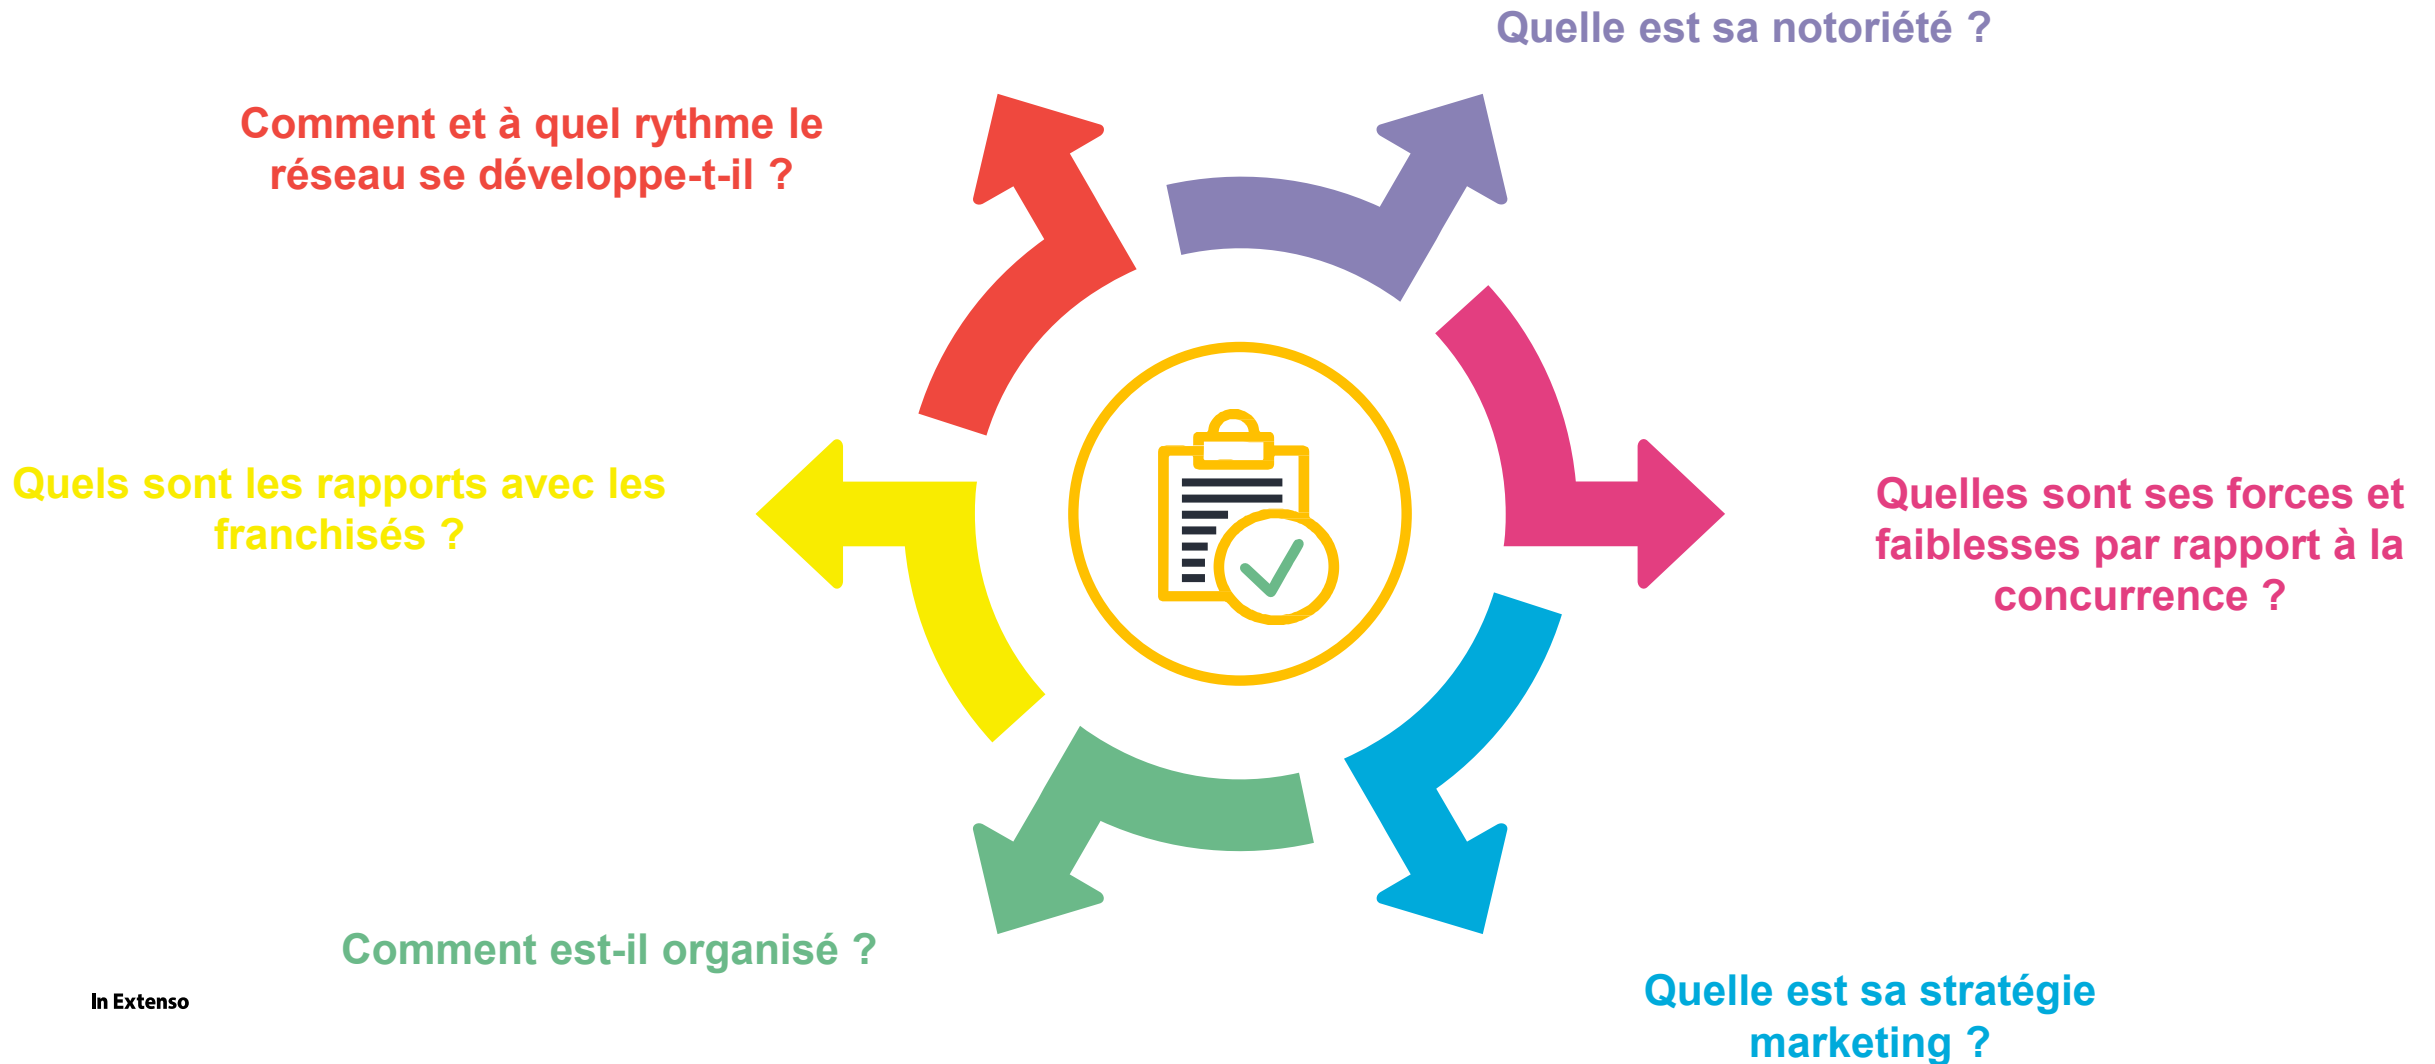 Quelle est sa notoriété ?
Comment et à quel rythme le
réseau se développe-t-il ?
Quels sont les rapports avec les
franchisés ?
Quelles sont ses forces et
faiblesses par rapport à la
concurrence ?
Comment est-il organisé ?
Quelle est sa stratégie
marketing ?
In Extenso